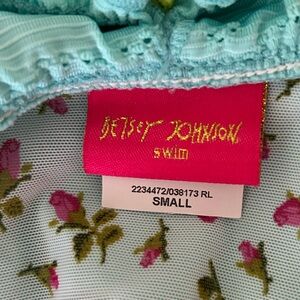 BETSEY JOHNSON
swim
2234472/038173 RL
SMALL